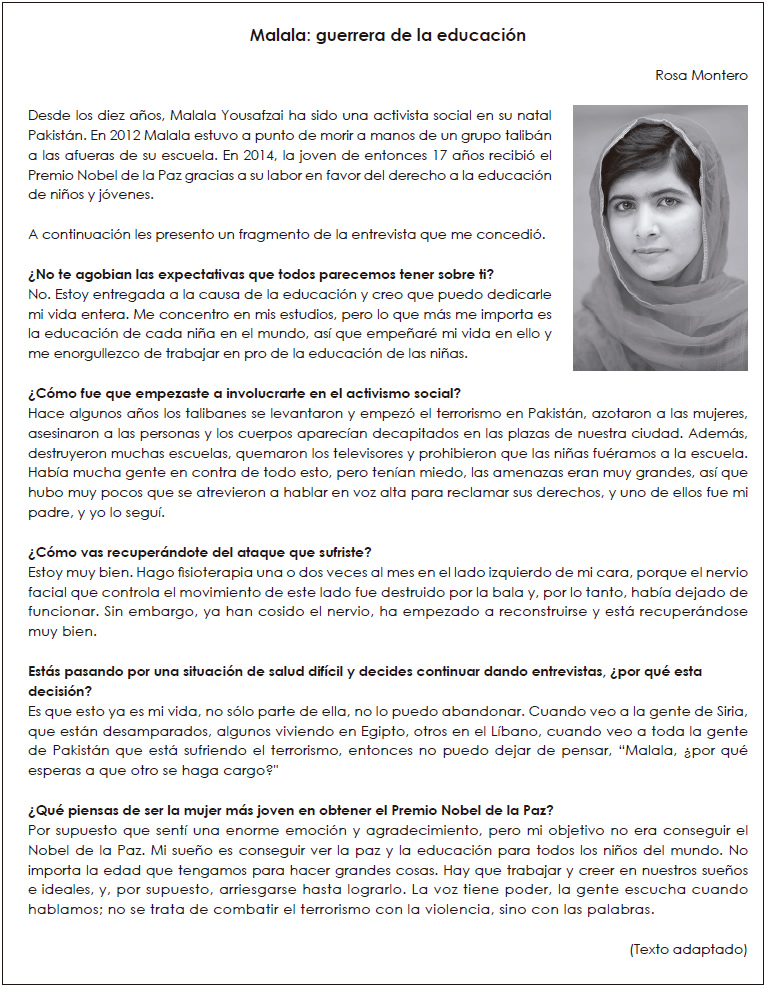 Malala: guerrera de la educación
Rosa Montero
Desde los diez años, Malala Yousafzai ha sido una activista social en su natal
Pakistán. En 2012 Malala estuvo a punto de morir a manos de un grupo talibán
a las afueras de su escuela. En 2014, la joven de entonces 17 años recibió el
Premio Nobel de la Paz gracias a su labor en favor del derecho a la educación
de niños y jóvenes.
A continuación les presento un fragmento de la entrevista que me concedió.
¿No te agobian las expectativas que todos parecemos tener sobre ti?
No. Estoy entregada a la causa de la educación y creo que puedo dedicarle
mi vida entera. Me concentro en mis estudios, pero lo que más me importa es
la educación de cada niña en el mundo, así que empeñaré mi vida en ello y
me enorgullezco de trabajar en pro de la educación de las niñas.
¿Cómo fue que empezaste a involucrarte en el activismo social?
Hace algunos años los talibanes se levantaron y empezó el terrorismo en Pakistán, azotaron a las mujeres,
asesinaron a las personas y los cuerpos aparecían decapitados en las plazas de nuestra ciudad. Además,
destruyeron muchas escuelas, quemaron los televisores y prohibieron que las niñas fuéramos a la escuela.
Había mucha gente en contra de todo esto, pero tenían miedo, las amenazas eran muy grandes, así que
hubo muy pocos que se atrevieron a hablar en voz alta para reclamar sus derechos, y uno de ellos fue mi
padre, y yo lo seguí.
¿Cómo vas recuperándote del ataque que sufriste?
Estoy muy bien. Hago fisioterapia una o dos veces al mes en el lado izquierdo de mi cara, porque el nervio
facial que controla el movimiento de este lado fue destruido por la bala y, por lo tanto, había dejado de
funcionar. Sin embargo, ya han cosido el nervio, ha empezado a reconstruirse y está recuperándose
muy bien.
Estás pasando por una situación de salud difícil y decides continuar dando entrevistas, ¿por qué esta
decisión?
Es que esto ya es mi vida, no sólo parte de ella, no lo puedo abandonar. Cuando veo a la gente de Siria,
que están desamparados, algunos viviendo en Egipto, otros en el Líbano, cuando veo a toda la gente
de Pakistán que está sufriendo el terrorismo, entonces no puedo dejar de pensar, “Malala, ¿por qué
esperas a que otro se haga cargo?"
¿Qué piensas de ser la mujer más joven en obtener el Premio Nobel de la Paz?
Por supuesto que sentí una enorme emoción y agradecimiento, pero mi objetivo no era conseguir el
Nobel de la Paz. Mi sueño es conseguir ver la paz y la educación para todos los niños del mundo. No
importa la edad que tengamos para hacer grandes cosas. Hay que trabajar y creer en nuestros sueños
e ideales, y, por supuesto, arriesgarse hasta lograrlo. La voz tiene poder, la gente escucha cuando
hablamos; no se trata de combatir el terrorismo con la violencia, sino con las palabras.
(Texto adaptado)